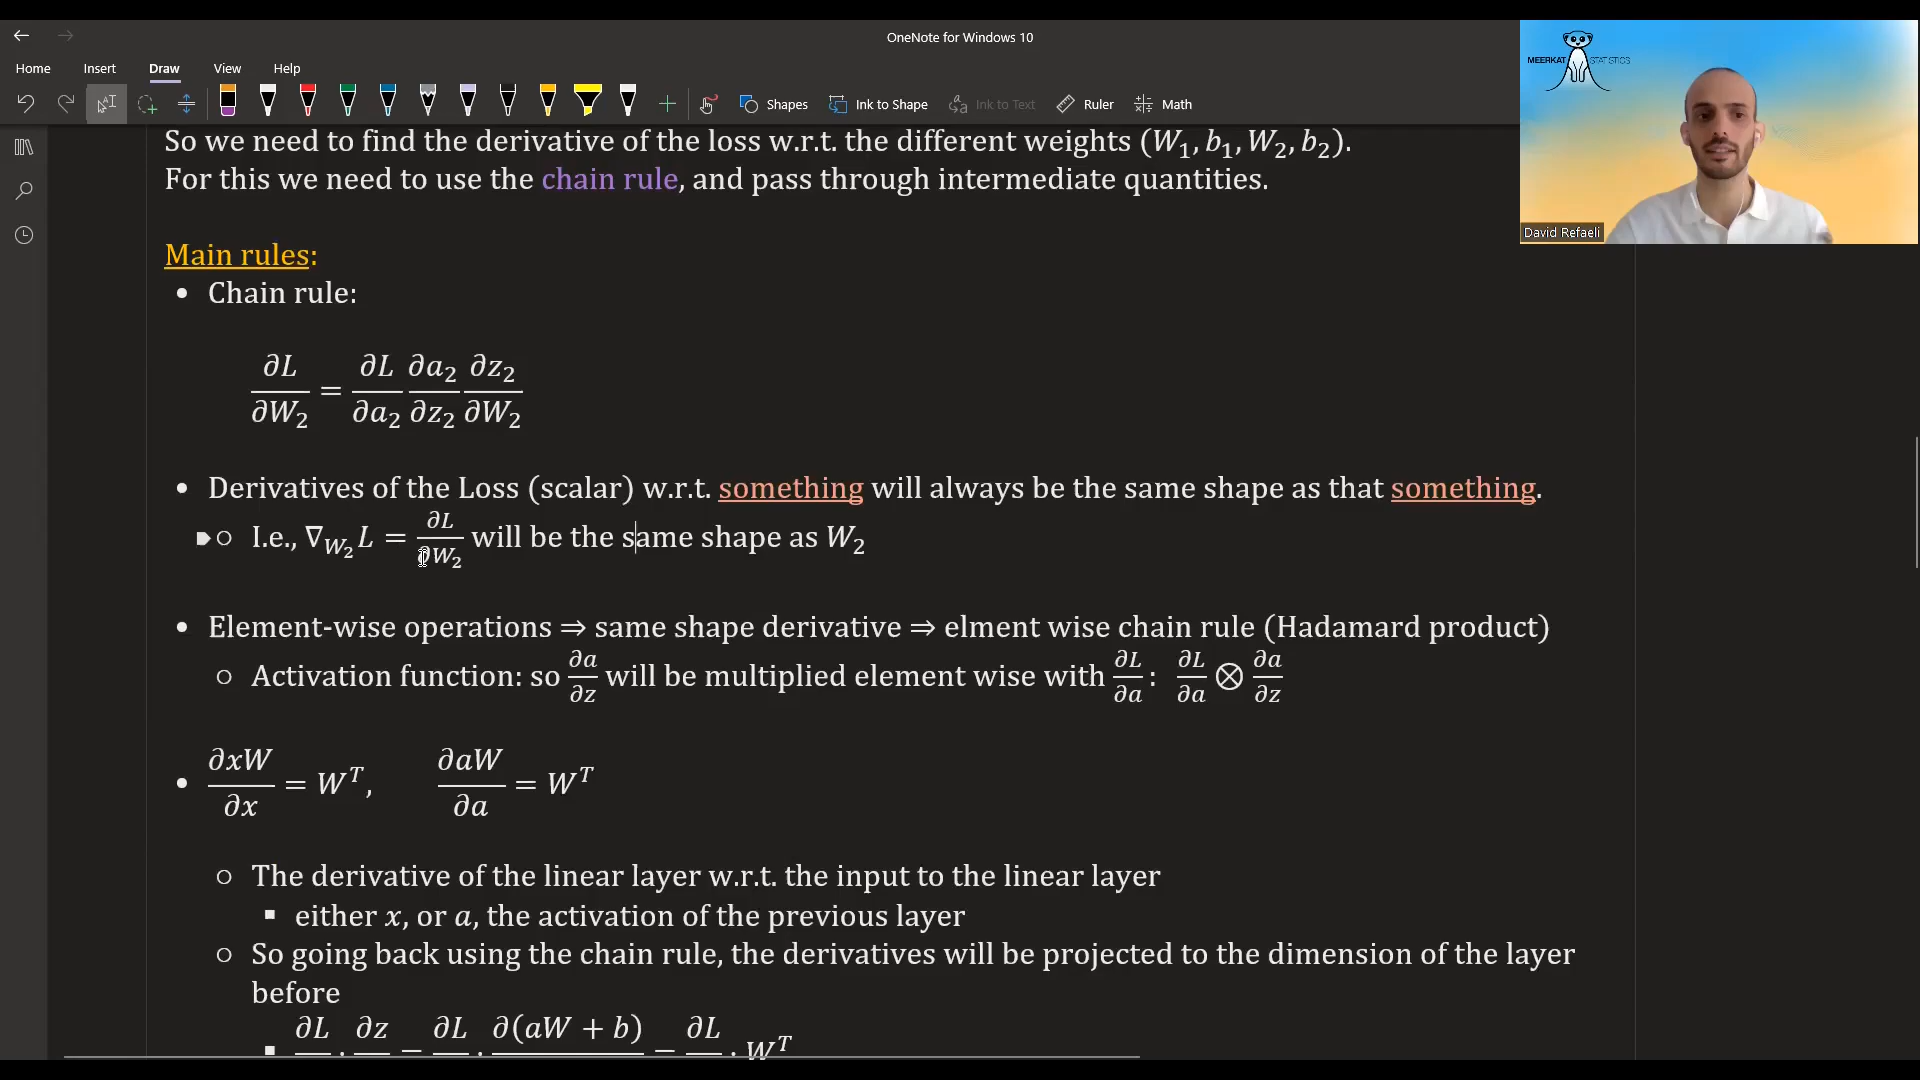 OneNote for Windows 10
Home Insert Draw View Help
Shapes Ink to Shape Ink to Text Ruler Math
MEERKAT STATISTICS
David Refaeli
So we need to find the derivative of the loss w.r.t. the different weights (W₁, b₁, W₂, b₂).
For this we need to use the chain rule, and pass through intermediate quantities.
Main rules:
• Chain rule:
∂L/∂W₂ = ∂L/∂a₂ ∂a₂/∂z₂ ∂z₂/∂W₂
• Derivatives of the Loss (scalar) w.r.t. something will always be the same shape as that something.
○ I.e., ∇_W₂ L = ∂L/∂W₂ will be the same shape as W₂
• Element-wise operations ⇒ same shape derivative ⇒ elment wise chain rule (Hadamard product)
○ Activation function: so ∂a/∂z will be multiplied element wise with ∂L/∂a : ∂L/∂a ⊗ ∂a/∂z
• ∂xW/∂x = Wᵀ, ∂aW/∂a = Wᵀ
○ The derivative of the linear layer w.r.t. the input to the linear layer
▪ either x, or a, the activation of the previous layer
○ So going back using the chain rule, the derivatives will be projected to the dimension of the layer
before
▪ ∂L · ∂z = ∂L · ∂(aW + b) = ∂L · Wᵀ